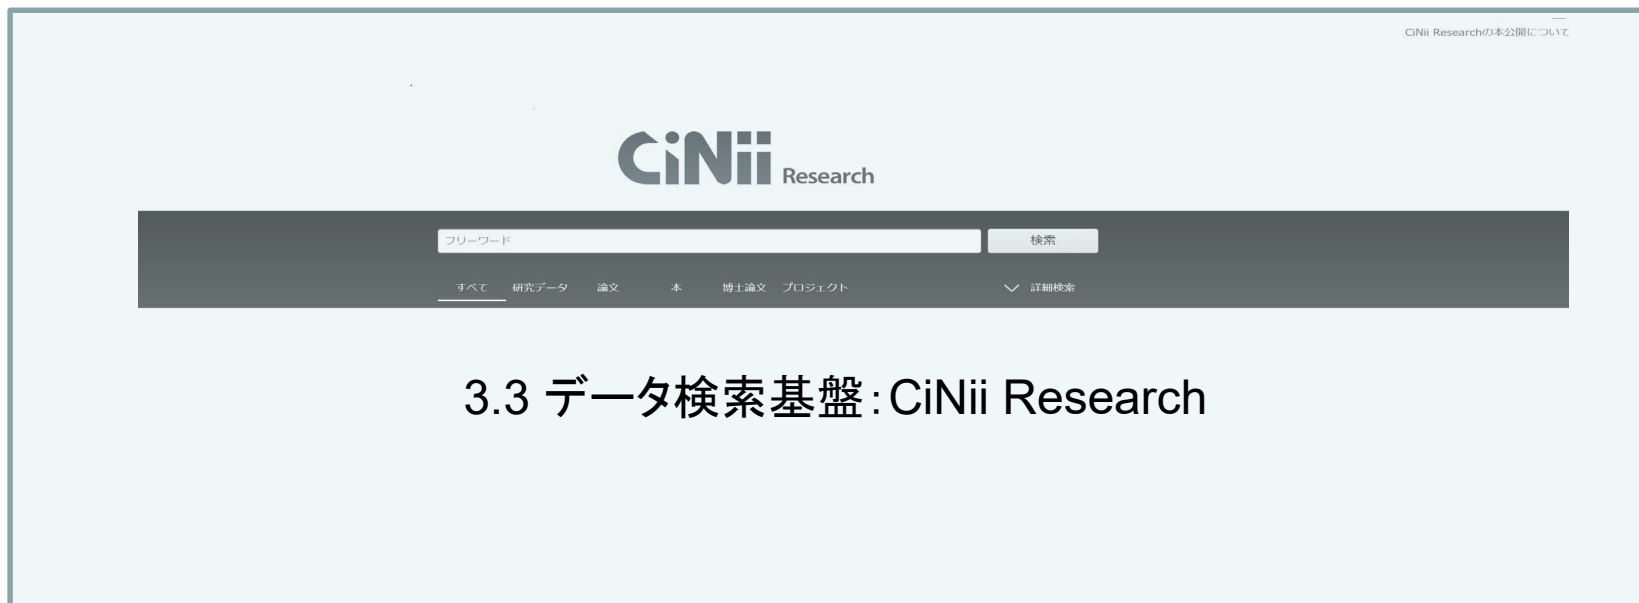 CiNii Researchの本公開について
CiNii Research
フリーワード 検索
すべて 研究データ 論文 本 博士論文 プロジェクト 詳細検索
3.3 データ検索基盤：CiNii Research